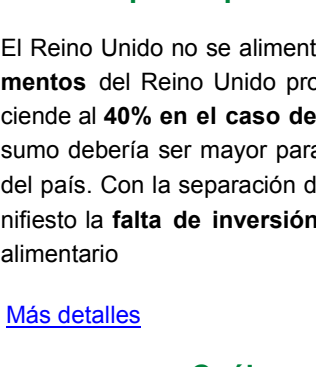 El Reino Unido no se aliment
mentos del Reino Unido pro
ciende al 40% en el caso de
sumo debería ser mayor para
del país. Con la separación d
nifiesto la falta de inversión
alimentario
Más detalles